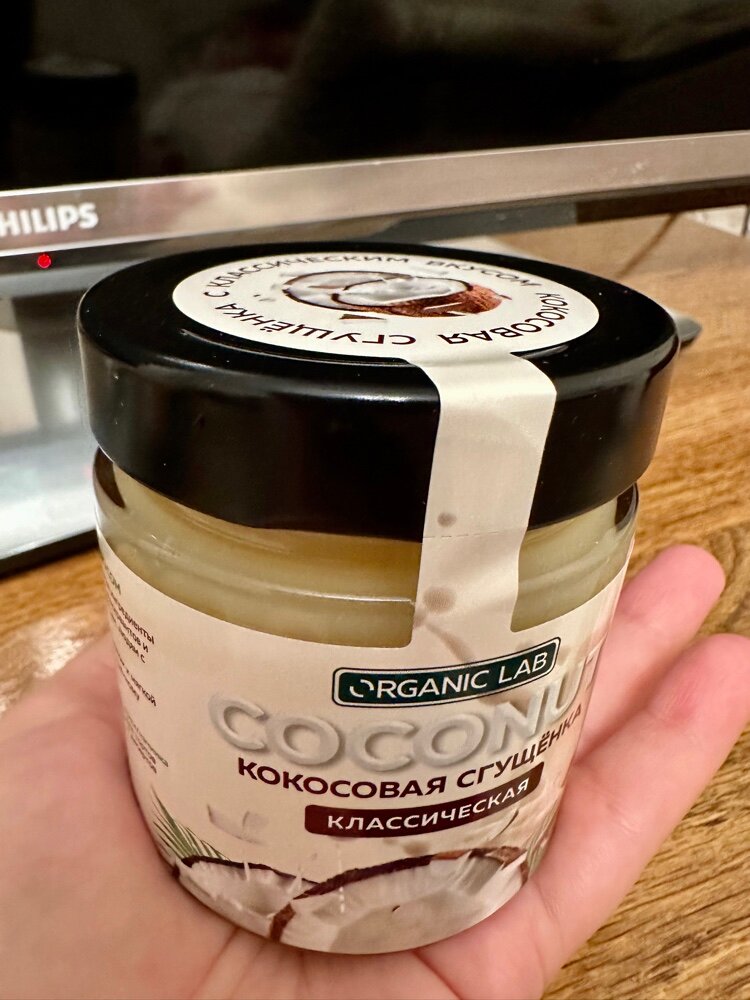 PHILIPS
КОКОСОВАЯ СГУЩЁНКА С КЛАССИЧЕСКИМ ВКУСОМ
ORGANIC LAB
COCONUT
КОКОСОВАЯ СГУЩЁНКА
КЛАССИЧЕСКАЯ